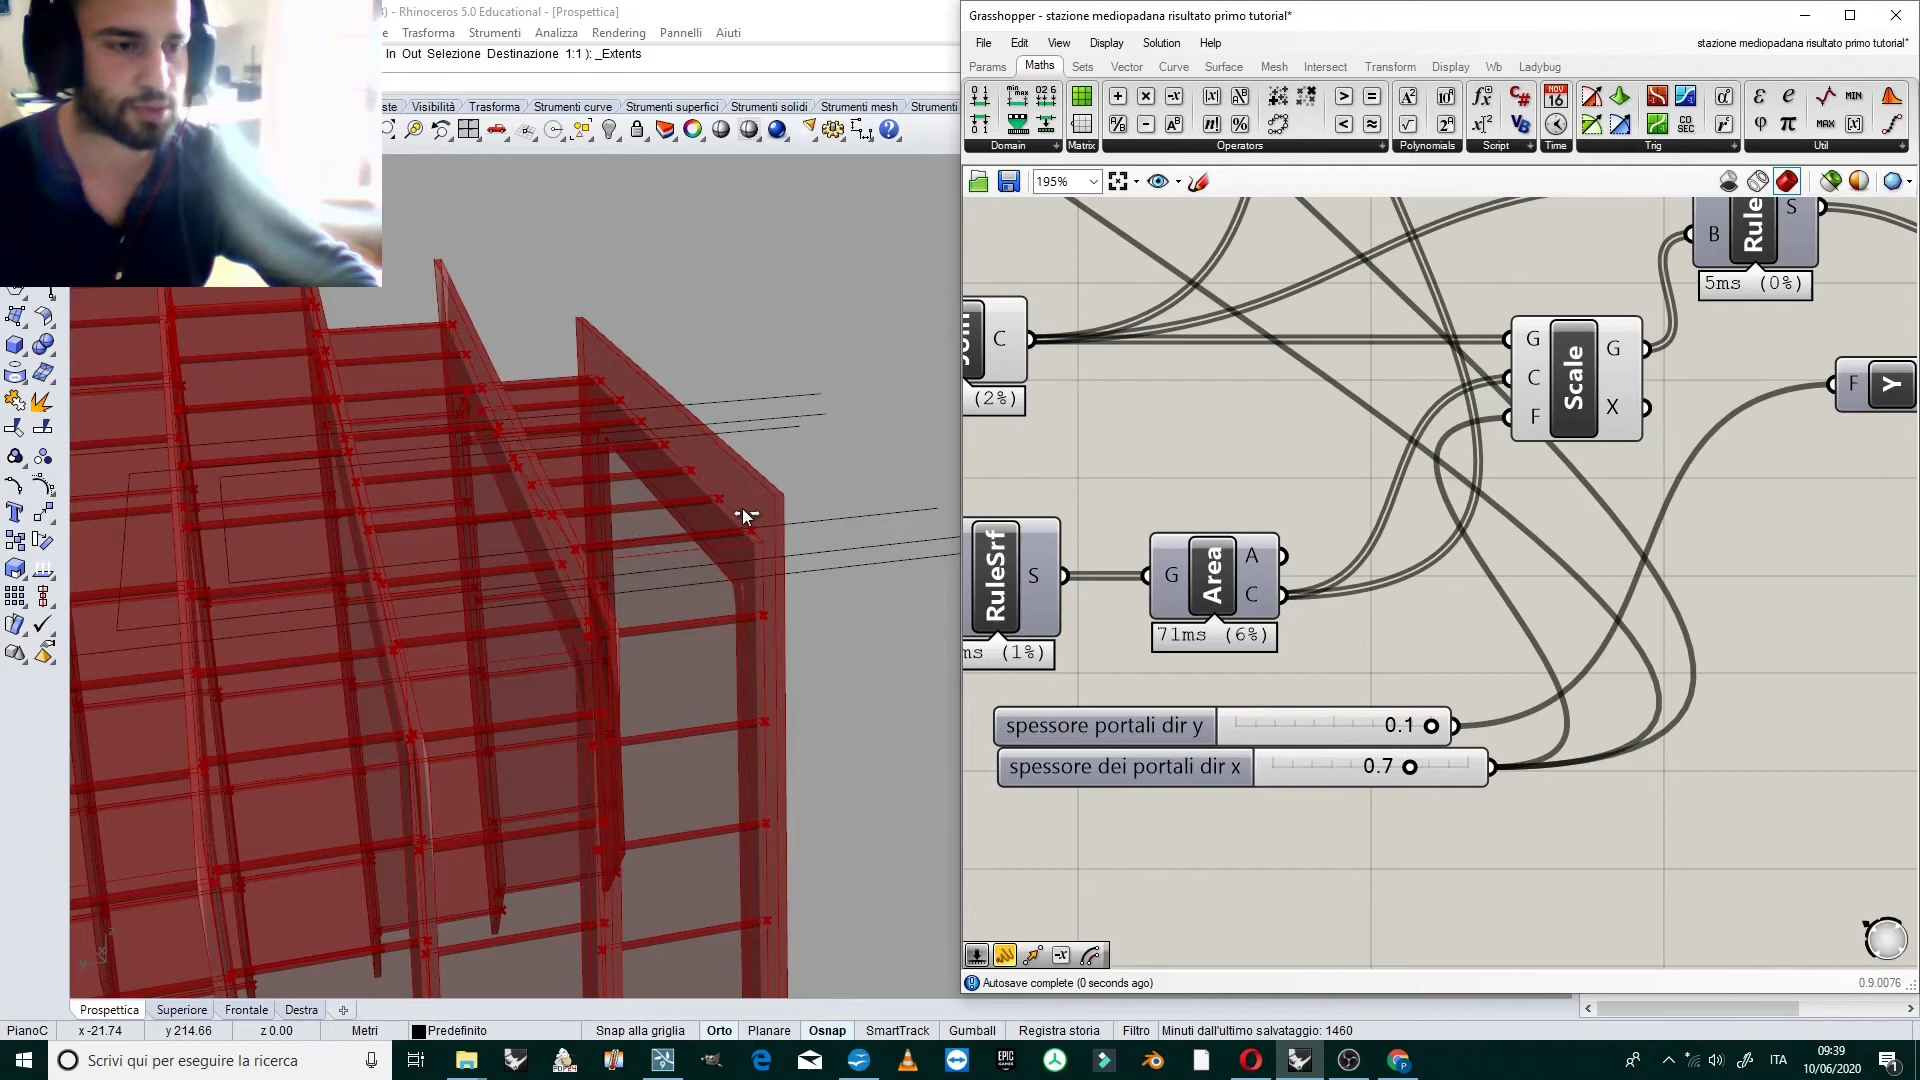 ) - Rhinoceros 5.0 Educational - [Prospettica]
Trasforma Strumenti Analizza Rendering Pannelli Aiuti
In Out Selezione Destinazione 1:1 ): _Extents
Visibilità Trasforma Strumenti curve Strumenti superfici Strumenti solidi Strumenti mesh Strumenti
Grasshopper - stazione mediopadana risultato primo tutorial*
File Edit View Display Solution Help
stazione mediopadana risultato primo tutorial*
Params Maths Sets Vector Curve Surface Mesh Intersect Transform Display Wb Ladybug
Domain Matrix Operators Polynomials Script Time Trig Util
195%
B S
5ms (0%)
C
(2%)
G C F Scale G X
F Y
RuleSrf S
ms (1%)
G Area A C
71ms (6%)
spessore portali dir y 0.1
spessore dei portali dir x 0.7
Autosave complete (0 seconds ago)
0.9.0076
Prospettica Superiore Frontale Destra
PianoC x -21.74 y 214.66 z 0.00 Metri Predefinito Snap alla griglia Orto Planare Osnap SmartTrack Gumball Registra storia Filtro Minuti dall'ultimo salvataggio: 1460
Scrivi qui per eseguire la ricerca
ITA
09:39
10/06/2020